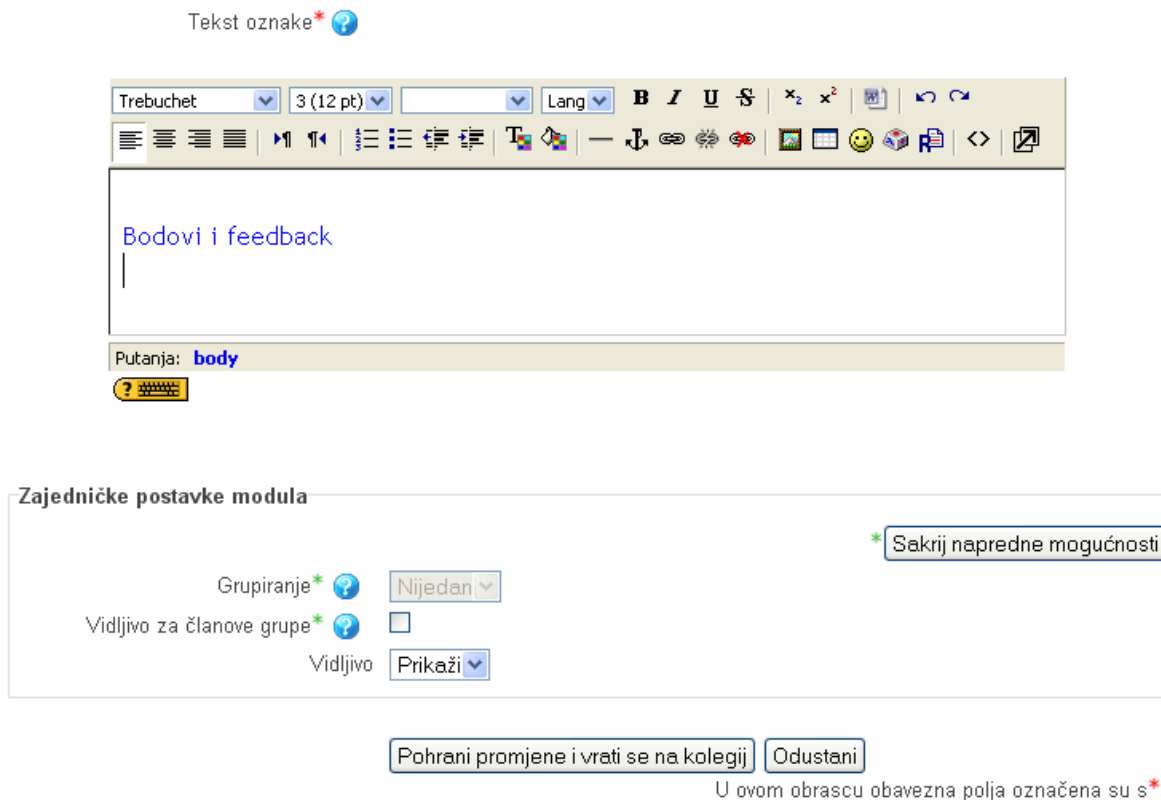 Tekst oznake*
Trebuchet 3 (12 pt) Lang B I U S x₂ x²
Bodovi i feedback
Putanja: body
Zajedničke postavke modula
* Sakrij napredne mogućnosti
Grupiranje* Nijedan
Vidljivo za članove grupe*
Vidljivo Prikaži
Pohrani promjene i vrati se na kolegij Odustani
U ovom obrascu obavezna polja označena su s*